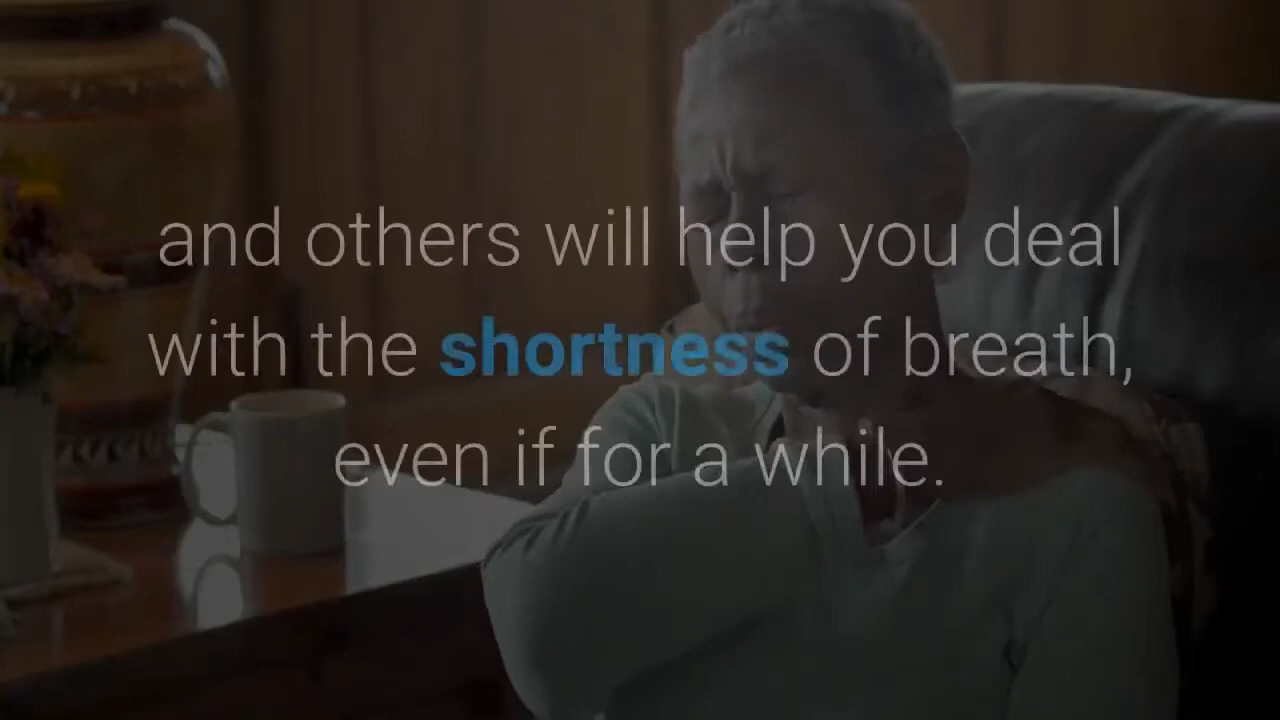 and others will help you deal
with the shortness of breath,
even if for a while.